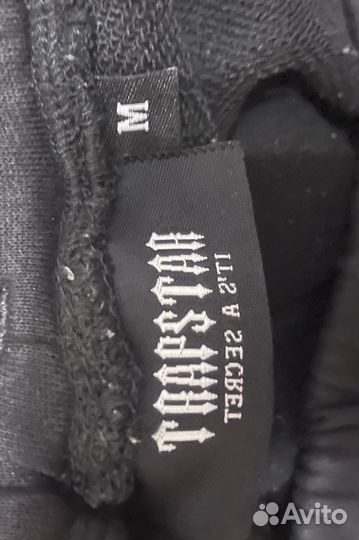 M
TRAPSTAR
IT'S A SECRET
Avito